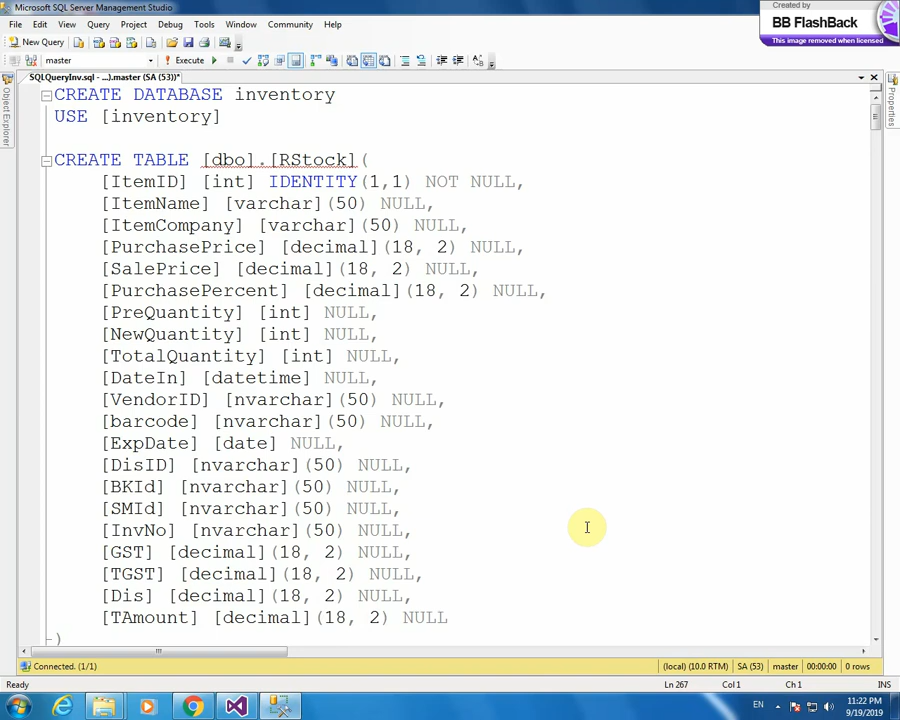 Microsoft SQL Server Management Studio
Created by
BB FlashBack
This image removed when licensed
File Edit View Query Project Debug Tools Window Community Help
New Query
master
Execute
SQLQueryInv.sql - ...).master (SA (53))*
Object Explorer
Properties
CREATE DATABASE inventory
USE [inventory]
CREATE TABLE [dbo].[RStock](
[ItemID] [int] IDENTITY(1,1) NOT NULL,
[ItemName] [varchar](50) NULL,
[ItemCompany] [varchar](50) NULL,
[PurchasePrice] [decimal](18, 2) NULL,
[SalePrice] [decimal](18, 2) NULL,
[PurchasePercent] [decimal](18, 2) NULL,
[PreQuantity] [int] NULL,
[NewQuantity] [int] NULL,
[TotalQuantity] [int] NULL,
[DateIn] [datetime] NULL,
[VendorID] [nvarchar](50) NULL,
[barcode] [nvarchar](50) NULL,
[ExpDate] [date] NULL,
[DisID] [nvarchar](50) NULL,
[BKId] [nvarchar](50) NULL,
[SMId] [nvarchar](50) NULL,
[InvNo] [nvarchar](50) NULL,
[GST] [decimal](18, 2) NULL,
[TGST] [decimal](18, 2) NULL,
[Dis] [decimal](18, 2) NULL,
[TAmount] [decimal](18, 2) NULL
)
Connected. (1/1) (local) (10.0 RTM) SA (53) master 00:00:00 0 rows
Ready Ln 267 Col 1 Ch 1 INS
EN 11:22 PM
9/19/2019